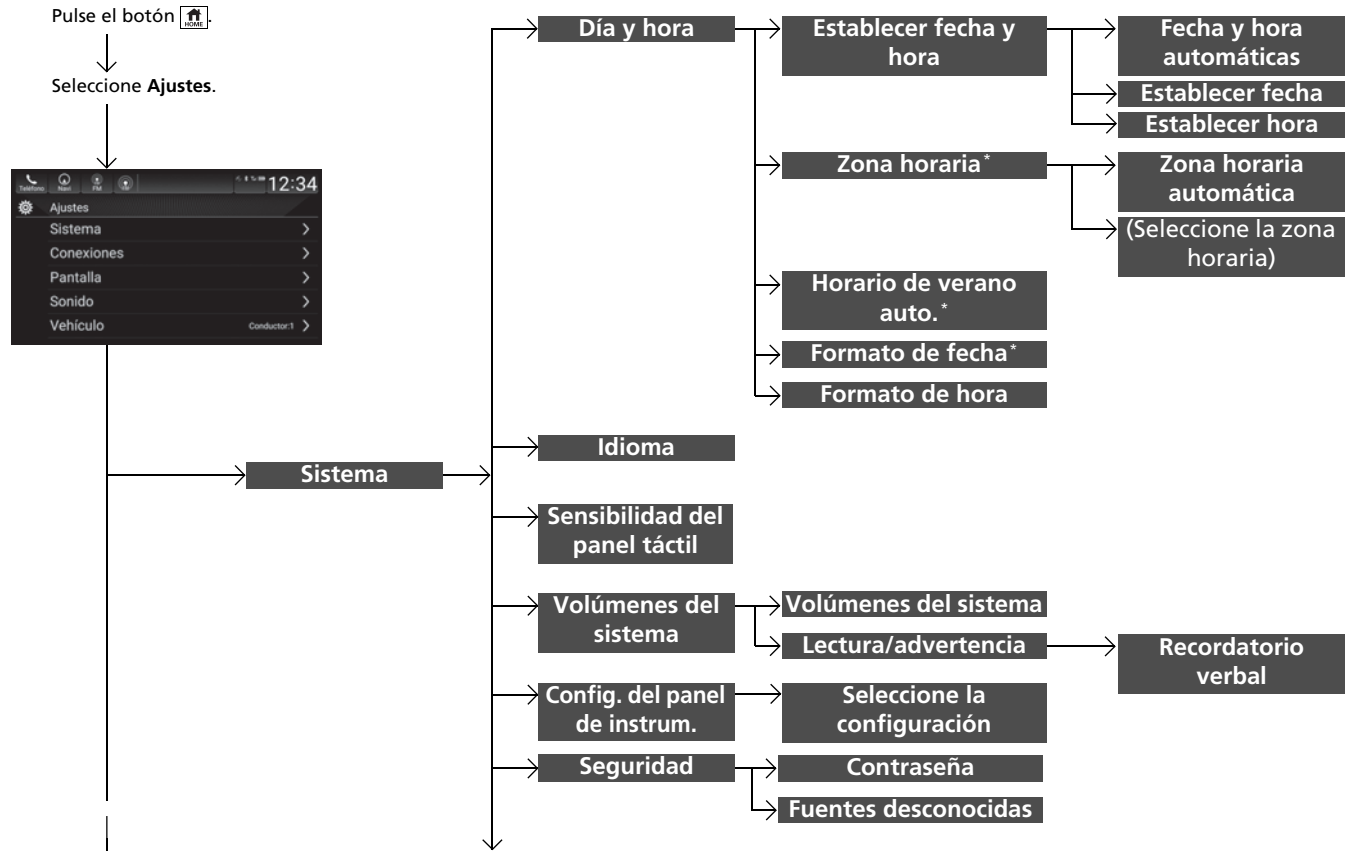 Pulse el botón HOME.
Seleccione Ajustes.
Teléfono Navi FM 12:34
Ajustes
Sistema
Conexiones
Pantalla
Sonido
Vehículo Conductor:1
Sistema
Día y hora
Establecer fecha y
hora
Fecha y hora
automáticas
Establecer fecha
Establecer hora
Zona horaria*
Zona horaria
automática
(Seleccione la zona
horaria)
Horario de verano
auto.*
Formato de fecha*
Formato de hora
Idioma
Sensibilidad del
panel táctil
Volúmenes del
sistema
Volúmenes del sistema
Lectura/advertencia
Recordatorio
verbal
Config. del panel
de instrum.
Seleccione la
configuración
Seguridad
Contraseña
Fuentes desconocidas